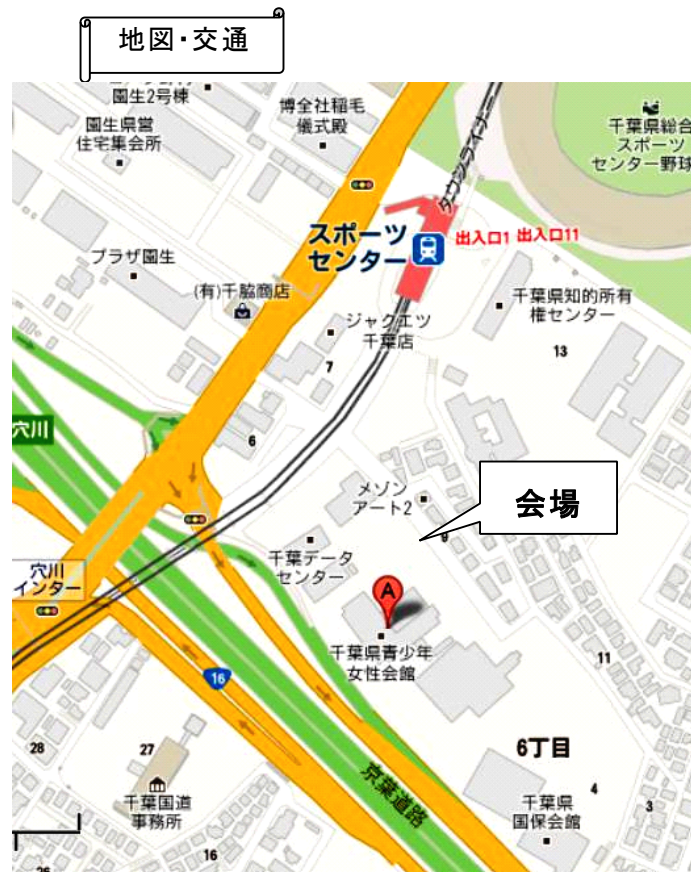 地図・交通
園生2号棟
博全社稲毛
儀式殿
園生県営
住宅集会所
千葉県総合
スポーツ
センター野球
タウンライナー
スポーツ
センター
出入口1 出入口11
プラザ園生
(有)千脇商店
ジャクエツ
千葉店
千葉県知的所有
権センター
13
7
6
穴川
メゾン
アート2
会場
9
千葉データ
センター
穴川
インター
A
千葉県青少年
女性会館
11
16
6丁目
28
27
京葉道路
4
3
千葉国道
事務所
千葉県
国保会館
16
26